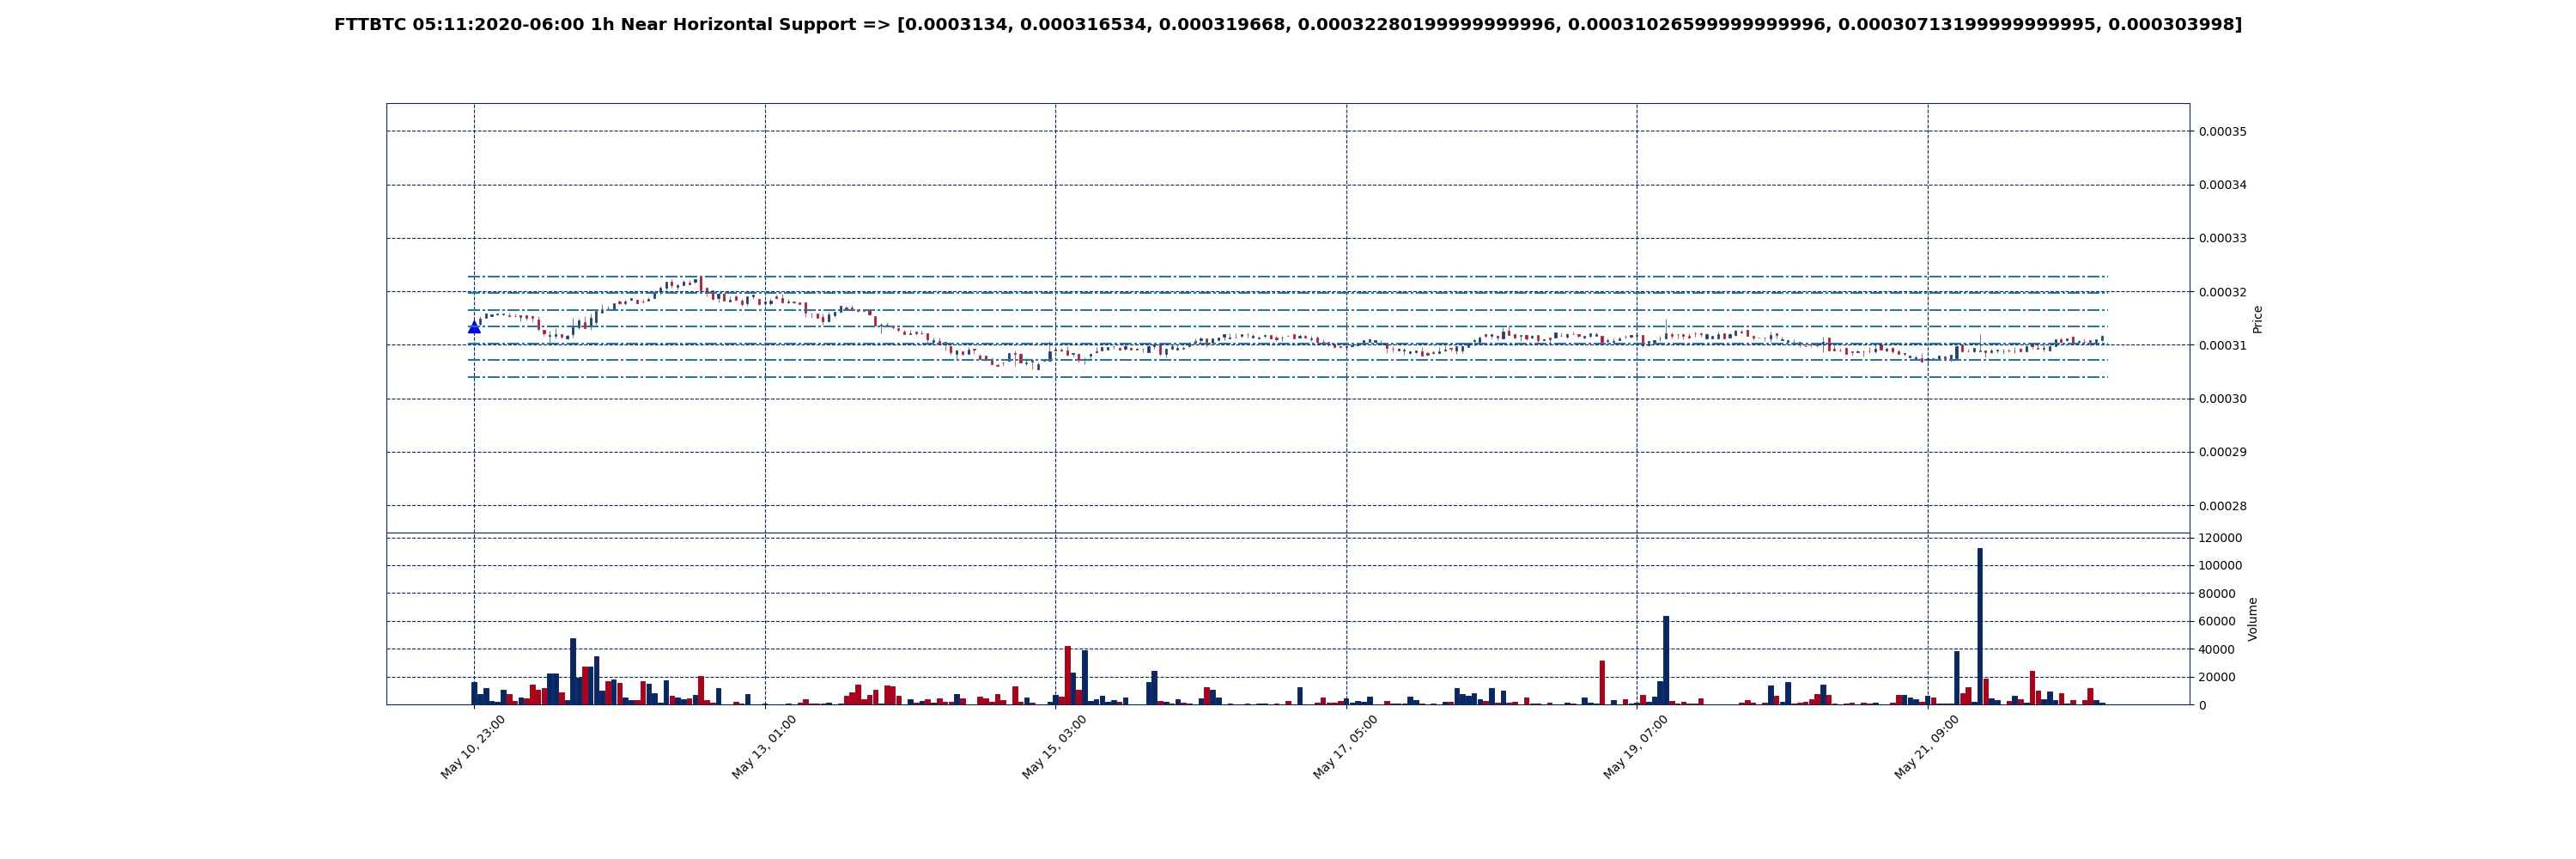 FTTBTC 05:11:2020-06:00 1h Near Horizontal Support => [0.0003134, 0.000316534, 0.000319668, 0.00032280199999999996, 0.00031026599999999996, 0.00030713199999999995, 0.000303998]
0.00035
0.00034
0.00033
0.00032
0.00031
0.00030
0.00029
0.00028
Price
120000
100000
80000
60000
40000
20000
0
Volume
May 10, 23:00
May 13, 01:00
May 15, 03:00
May 17, 05:00
May 19, 07:00
May 21, 09:00